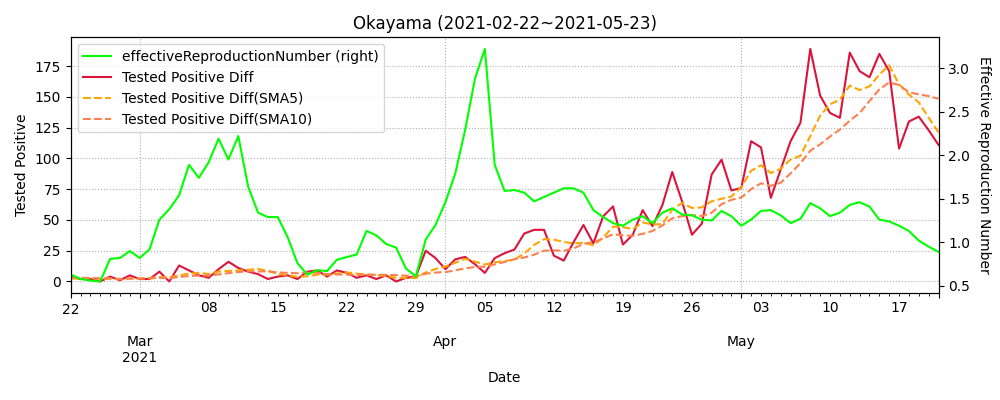 Okayama (2021-02-22~2021-05-23)
effectiveReproductionNumber (right)
Tested Positive Diff
Tested Positive Diff(SMA5)
Tested Positive Diff(SMA10)
Tested Positive
175
150
125
100
75
50
25
0
3.0
2.5
2.0
1.5
1.0
0.5
Effective Reproduction Number
22 08 15 22 29 05 12 19 26 03 10 17
Mar Apr May
2021
Date